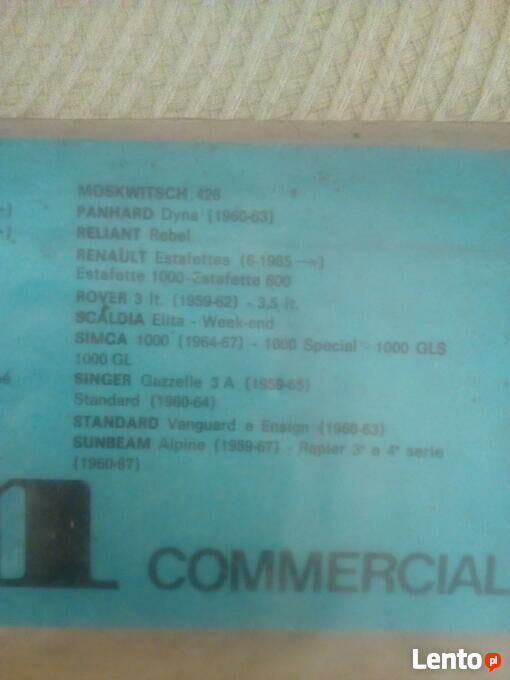 MOSKWITSCH 426
PANHARD Dyna (1960-63)
RELIANT Rebel
RENAULT Estafettes (6-1965 →)
Estafette 1000-Estafette 800
ROVER 3 lt. (1959-62) - 3,5 lt.
SCALDIA Elita - Week-end
SIMCA 1000 (1964-67) - 1000 Special - 1000 GLS
1000 GL
SINGER Gazzelle 3 A (1959-65)
Standard (1960-64)
STANDARD Vanguard e Ensign (1960-63)
SUNBEAM Alpine (1959-67) - Rapier 3ª e 4ª serie
(1960-67)
1 COMMERCIAL
Lento pl